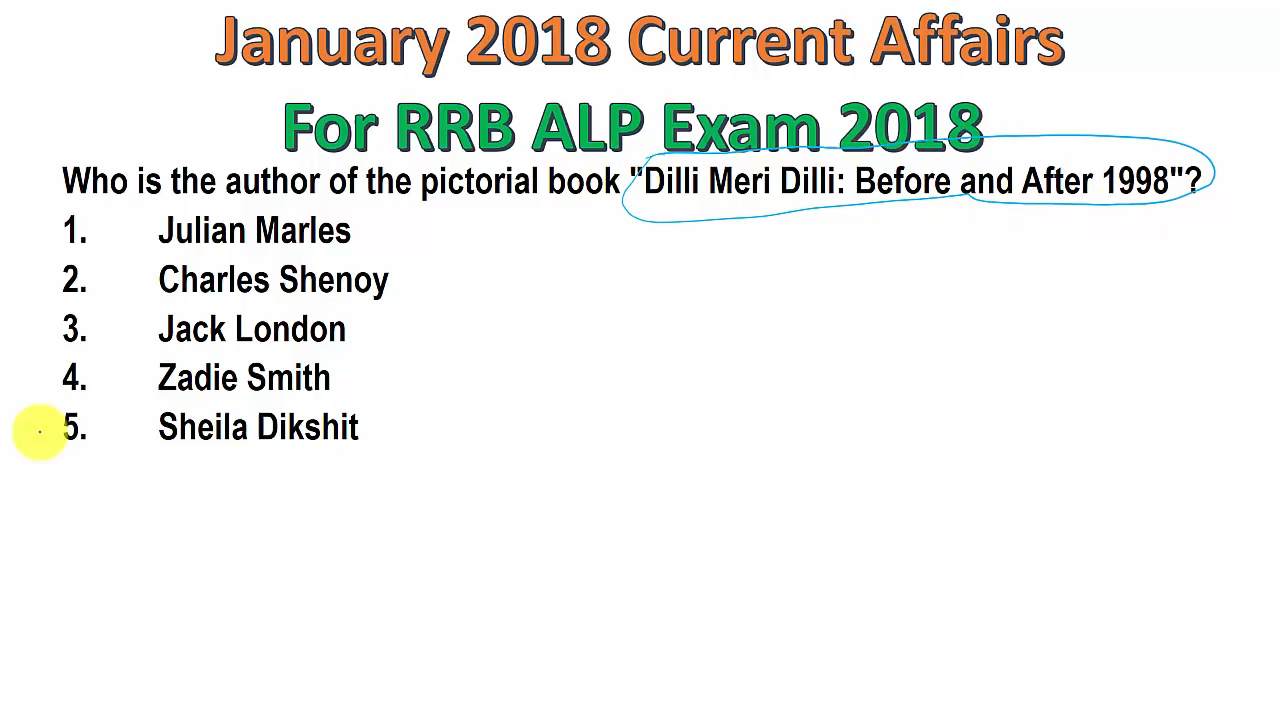 January 2018 Current Affairs
For RRB ALP Exam 2018
Who is the author of the pictorial book "Dilli Meri Dilli: Before and After 1998"?
1. Julian Marles
2. Charles Shenoy
3. Jack London
4. Zadie Smith
5. Sheila Dikshit